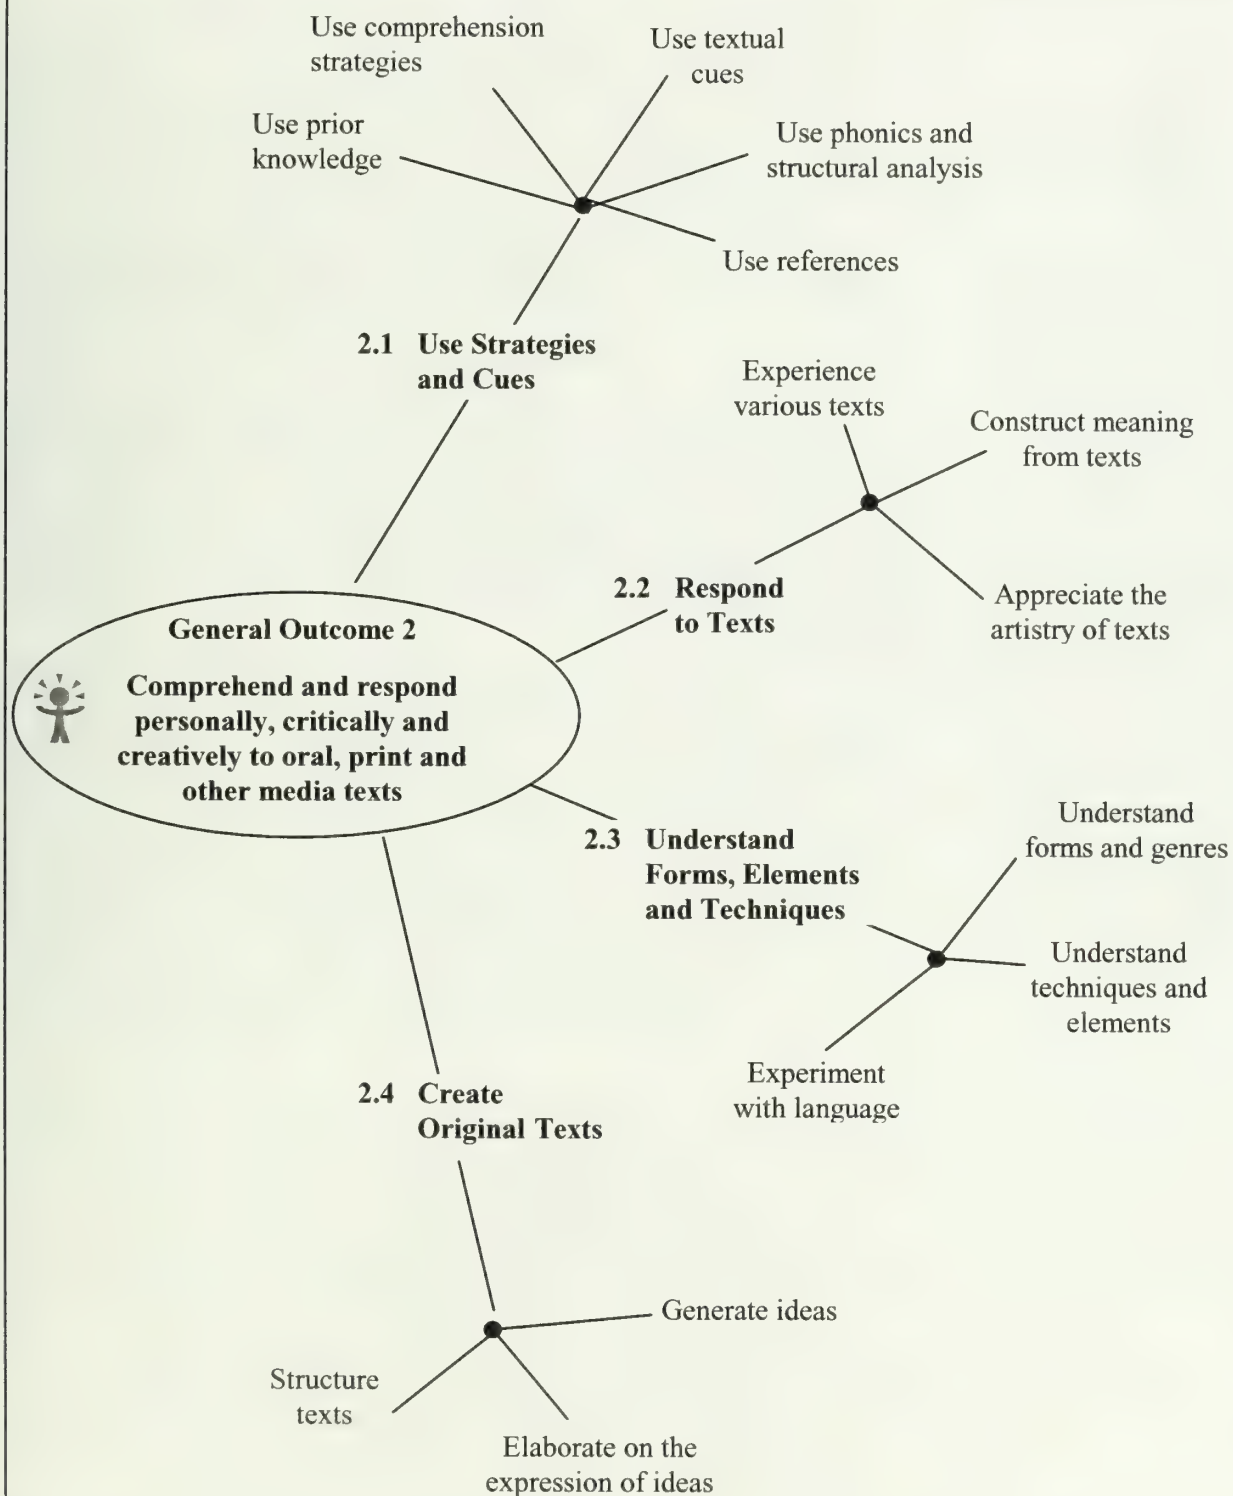 Use comprehension
strategies
Use textual
cues
Use prior
knowledge
Use phonics and
structural analysis
Use references
2.1 Use Strategies
and Cues
Experience
various texts
Construct meaning
from texts
2.2 Respond
to Texts
Appreciate the
artistry of texts
General Outcome 2
Comprehend and respond
personally, critically and
creatively to oral, print and
other media texts
2.3 Understand
Forms, Elements
and Techniques
Understand
forms and genres
Understand
techniques and
elements
Experiment
with language
2.4 Create
Original Texts
Generate ideas
Structure
texts
Elaborate on the
expression of ideas